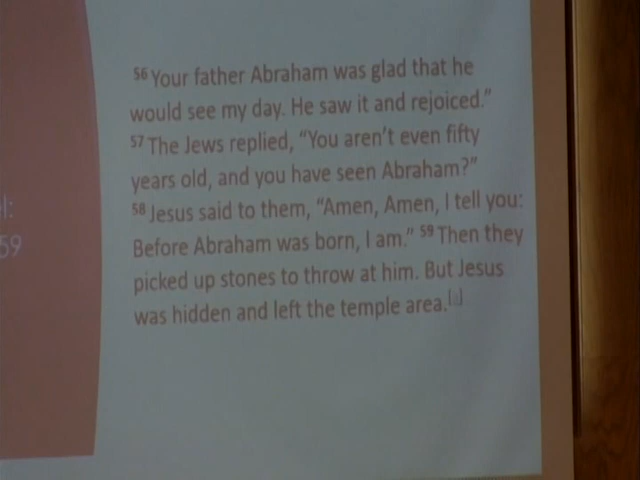 l:
59
⁵⁶ Your father Abraham was glad that he
would see my day. He saw it and rejoiced.”
⁵⁷ The Jews replied, “You aren’t even fifty
years old, and you have seen Abraham?”
⁵⁸ Jesus said to them, “Amen, Amen, I tell you:
Before Abraham was born, I am.” ⁵⁹ Then they
picked up stones to throw at him. But Jesus
was hidden and left the temple area.